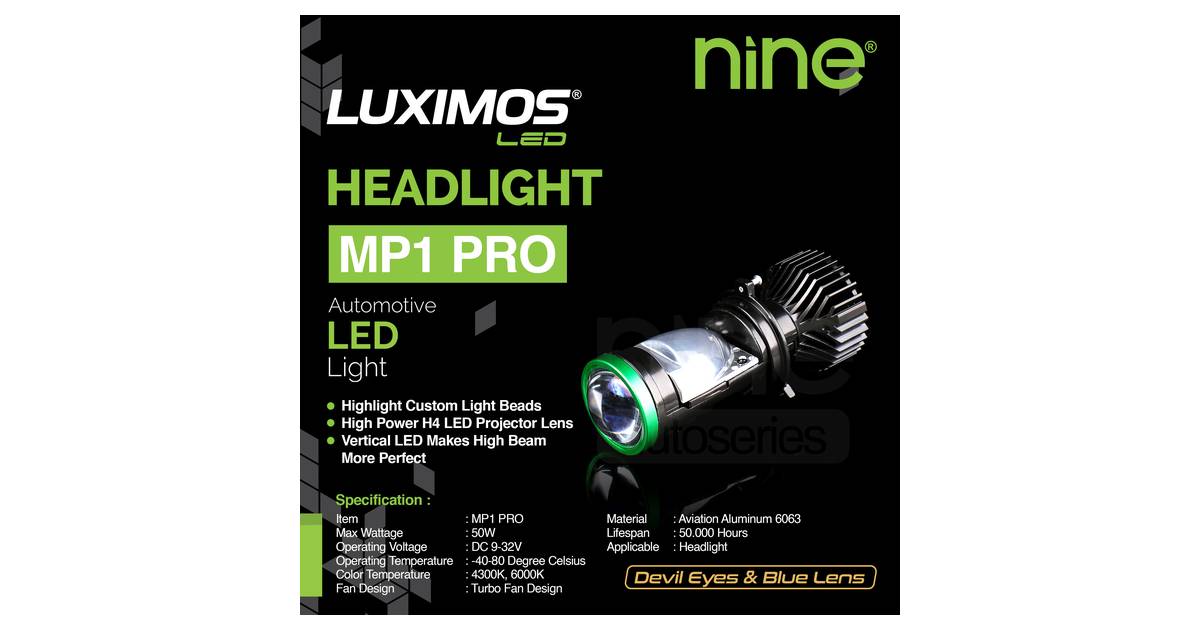 nine®
LUXIMOS®
LED
HEADLIGHT
MP1 PRO
Automotive
LED
Light
Highlight Custom Light Beads
High Power H4 LED Projector Lens
Vertical LED Makes High Beam
More Perfect
nine
autoseries
Specification :
Item : MP1 PRO
Max Wattage : 50W
Operating Voltage : DC 9-32V
Operating Temperature : -40-80 Degree Celsius
Color Temperature : 4300K, 6000K
Fan Design : Turbo Fan Design
Material : Aviation Aluminum 6063
Lifespan : 50.000 Hours
Applicable : Headlight
Devil Eyes & Blue Lens